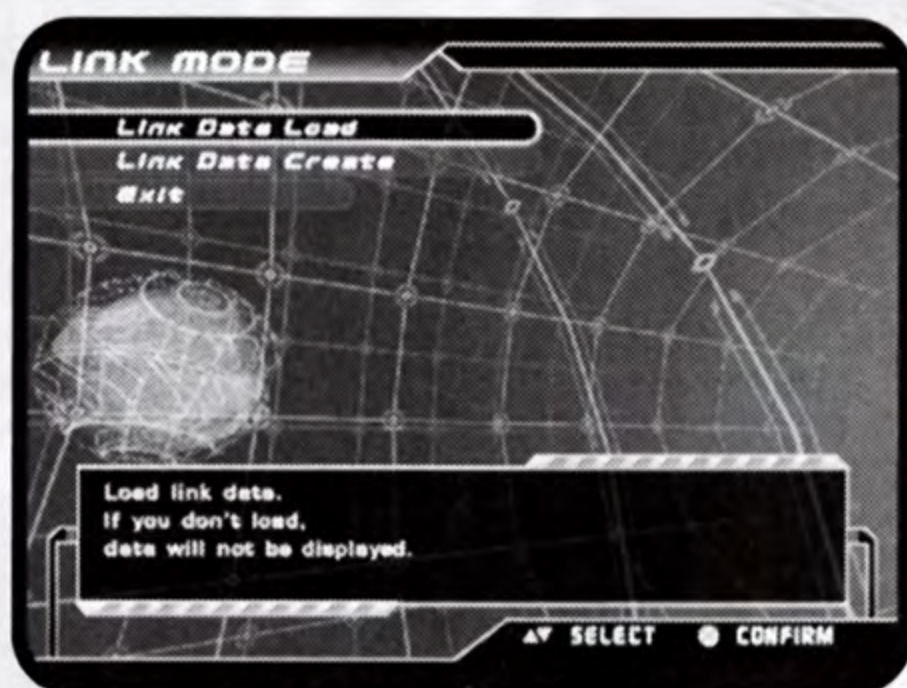 LINK MODE
Link Data Load
Link Data Create
Exit
Load link data.
If you don't load,
data will not be displayed.
▲▼ SELECT CONFIRM